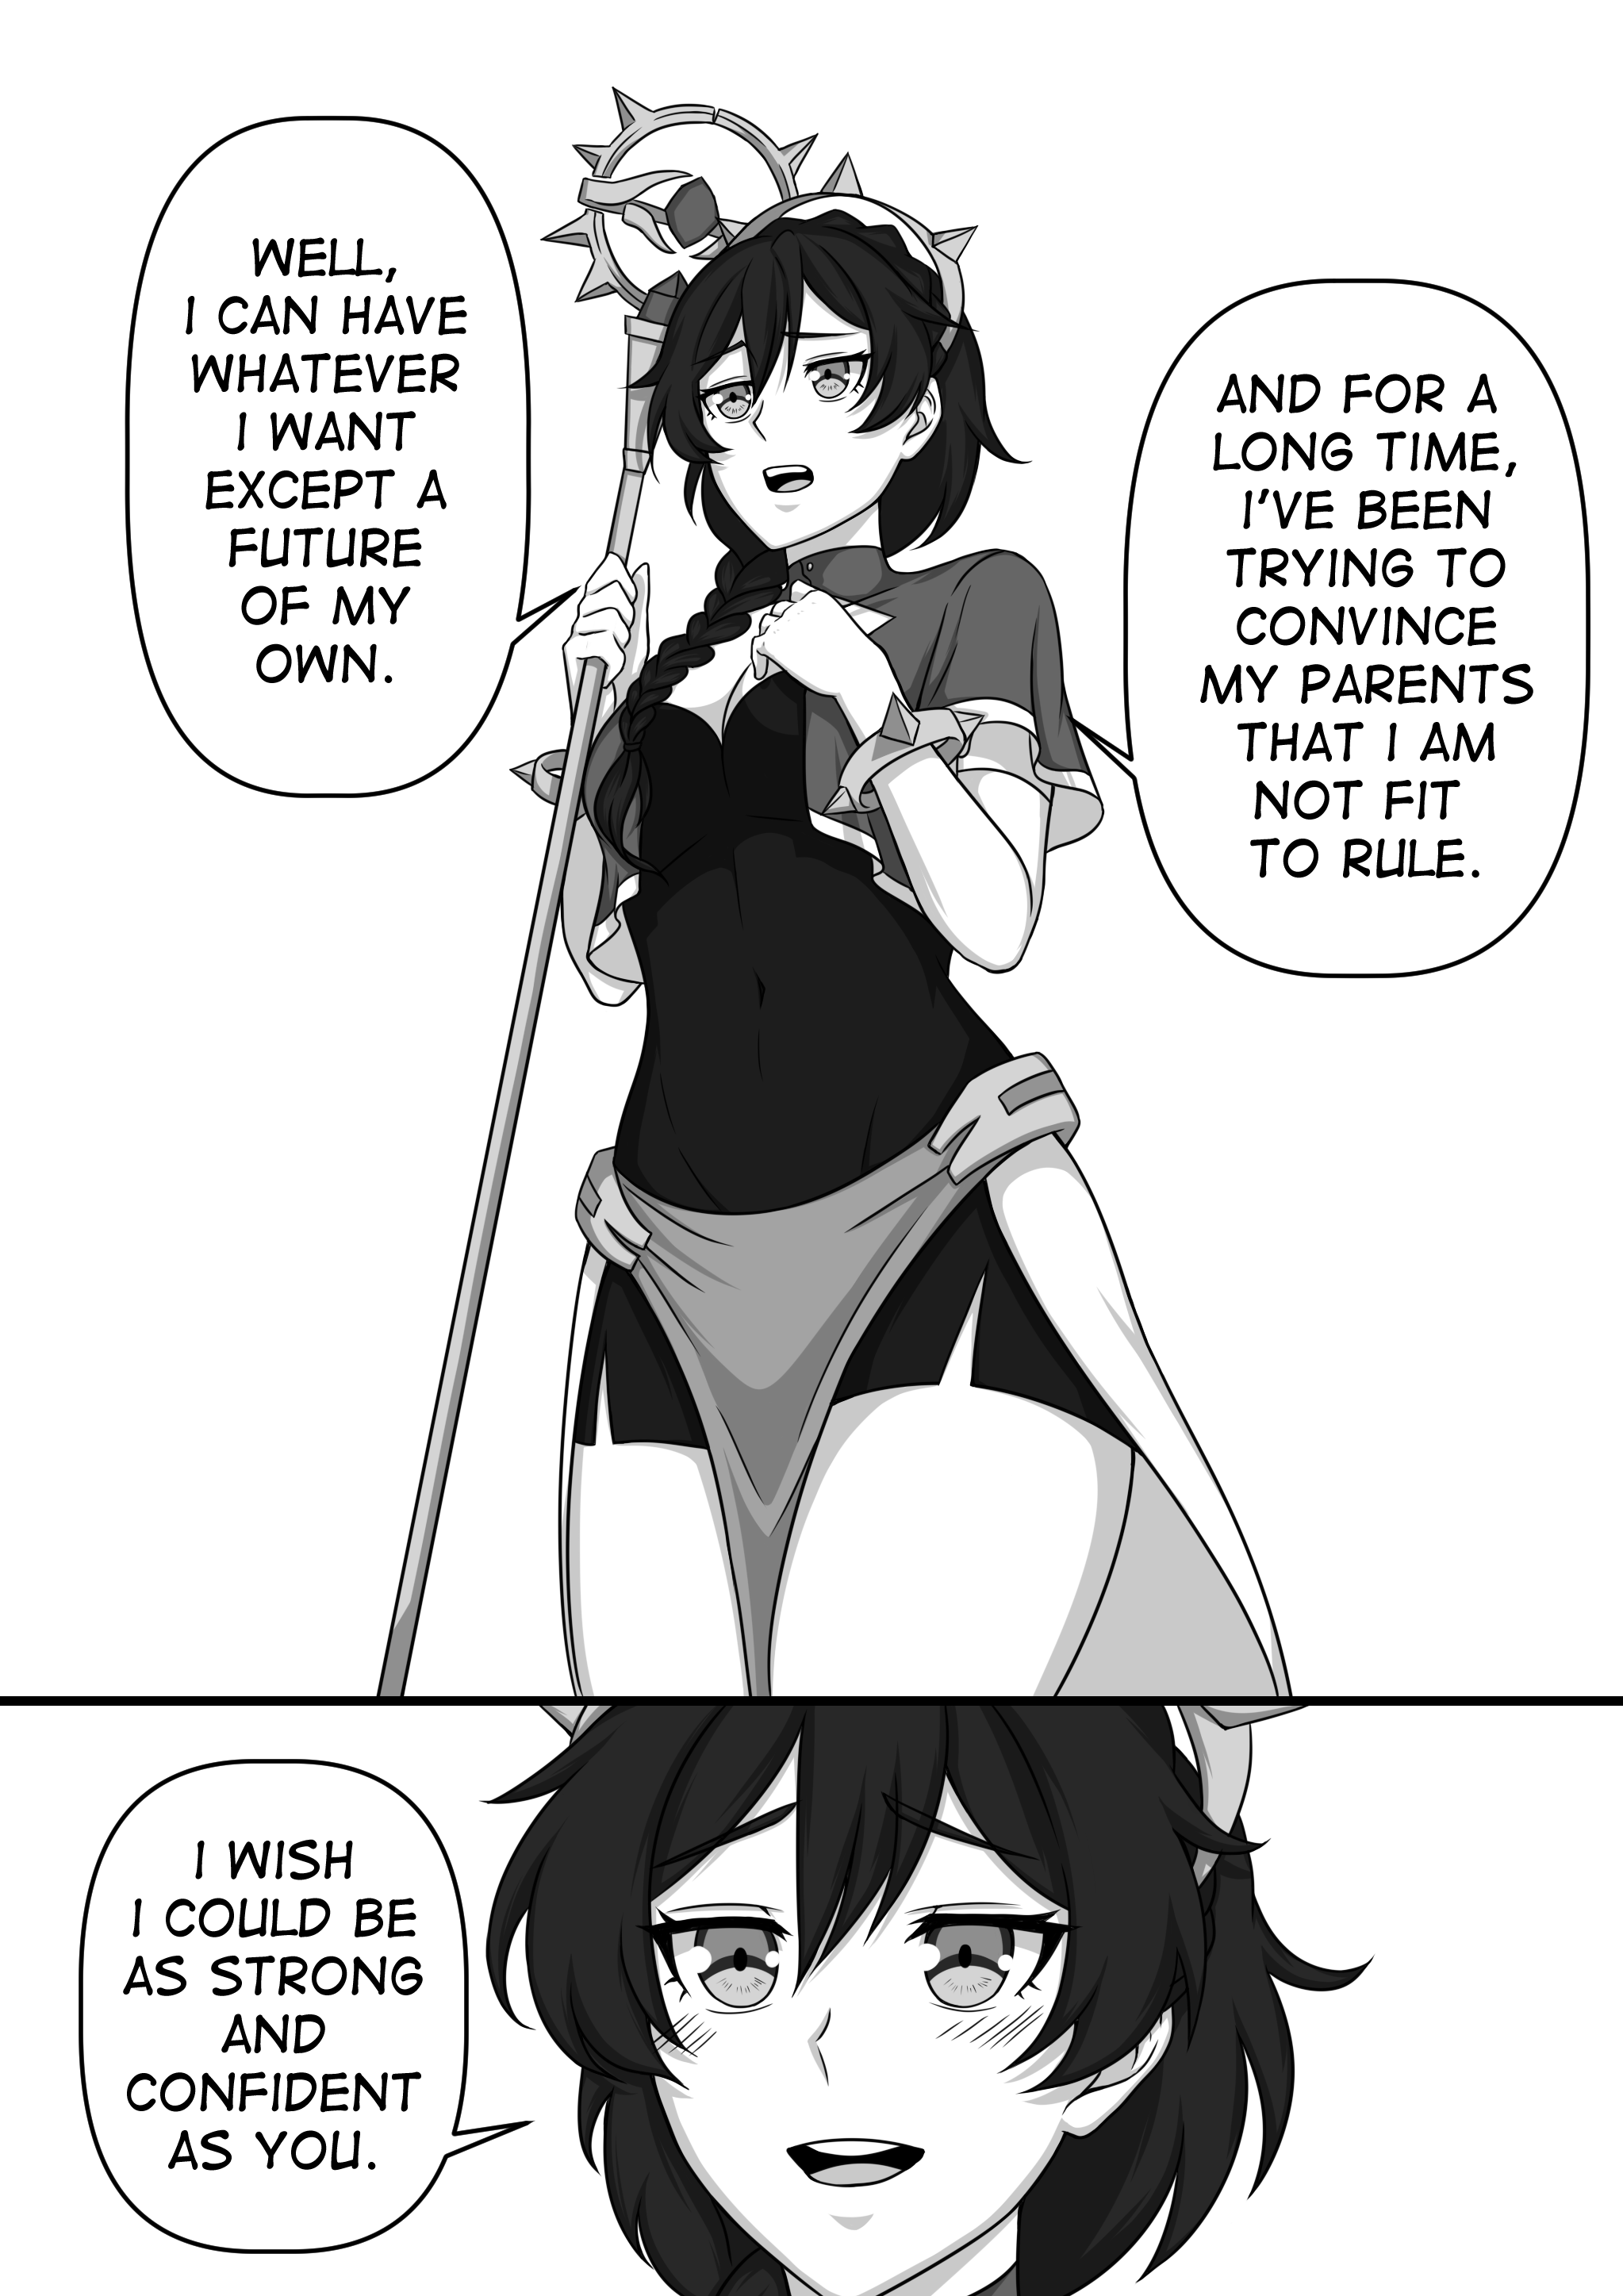 WELL,
I CAN HAVE
WHATEVER
I WANT
EXCEPT A
FUTURE
OF MY
OWN.
AND FOR A
LONG TIME,
I'VE BEEN
TRYING TO
CONVINCE
MY PARENTS
THAT I AM
NOT FIT
TO RULE.
I WISH
I COULD BE
AS STRONG
AND
CONFIDENT
AS YOU.